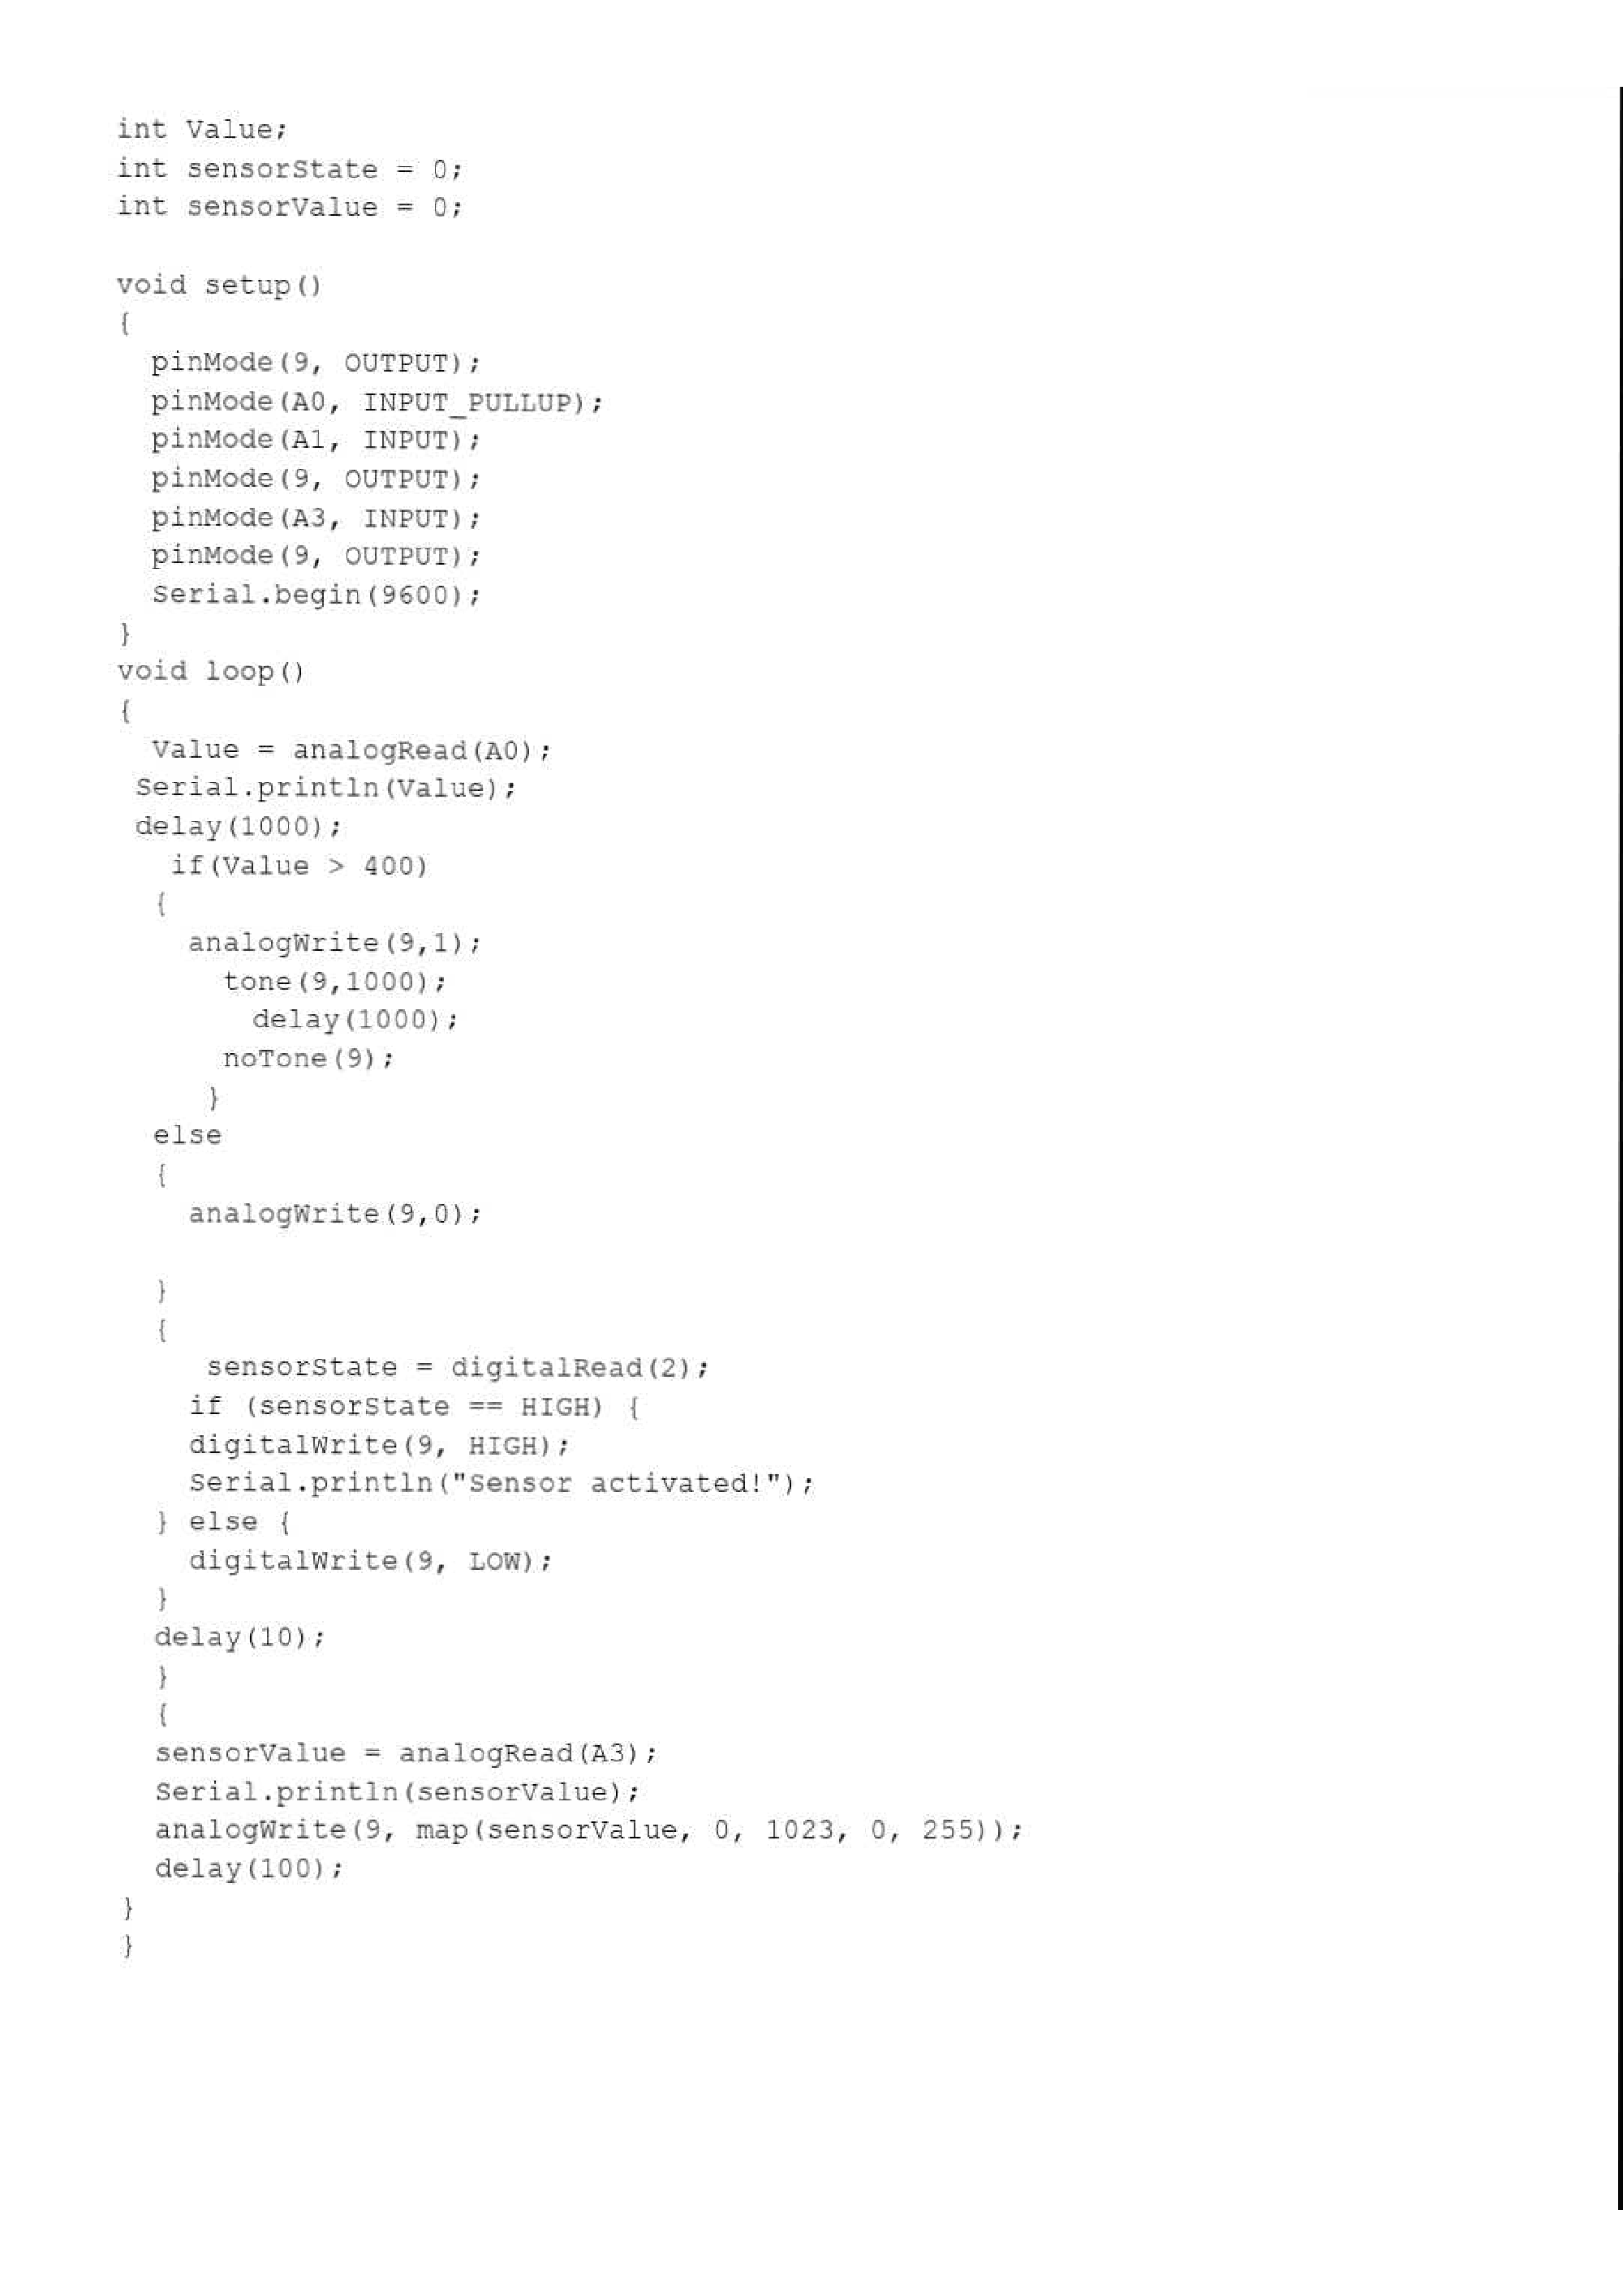 int Value;
int sensorState = 0;
int sensorValue = 0;

void setup()
{
  pinMode(9, OUTPUT);
  pinMode(A0, INPUT_PULLUP);
  pinMode(A1, INPUT);
  pinMode(9, OUTPUT);
  pinMode(A3, INPUT);
  pinMode(9, OUTPUT);
  Serial.begin(9600);
}
void loop()
{
  Value = analogRead(A0);
 Serial.println(Value);
 delay(1000);
   if(Value > 400)
  {
    analogWrite(9,1);
      tone(9,1000);
        delay(1000);
      noTone(9);
     }
  else
  {
    analogWrite(9,0);

  }
  {
     sensorState = digitalRead(2);
    if (sensorState == HIGH) {
    digitalWrite(9, HIGH);
    Serial.println("Sensor activated!");
  } else {
    digitalWrite(9, LOW);
  }
  delay(10);
  }
  {
  sensorValue = analogRead(A3);
  Serial.println(sensorValue);
  analogWrite(9, map(sensorValue, 0, 1023, 0, 255));
  delay(100);
}
}